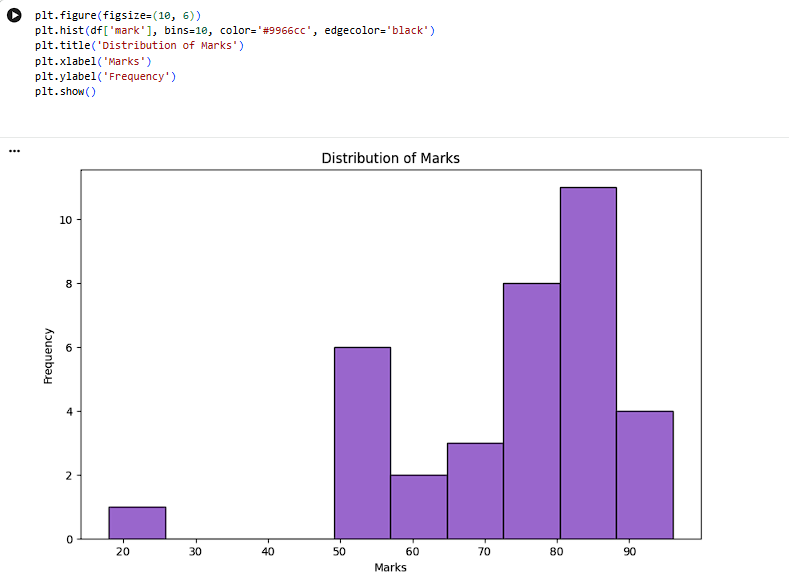 plt.figure(figsize=(10, 6))
plt.hist(df['mark'], bins=10, color='#9966cc', edgecolor='black')
plt.title('Distribution of Marks')
plt.xlabel('Marks')
plt.ylabel('Frequency')
plt.show()
Distribution of Marks
10
8
6
4
2
0
Frequency
20 30 40 50 60 70 80 90
Marks